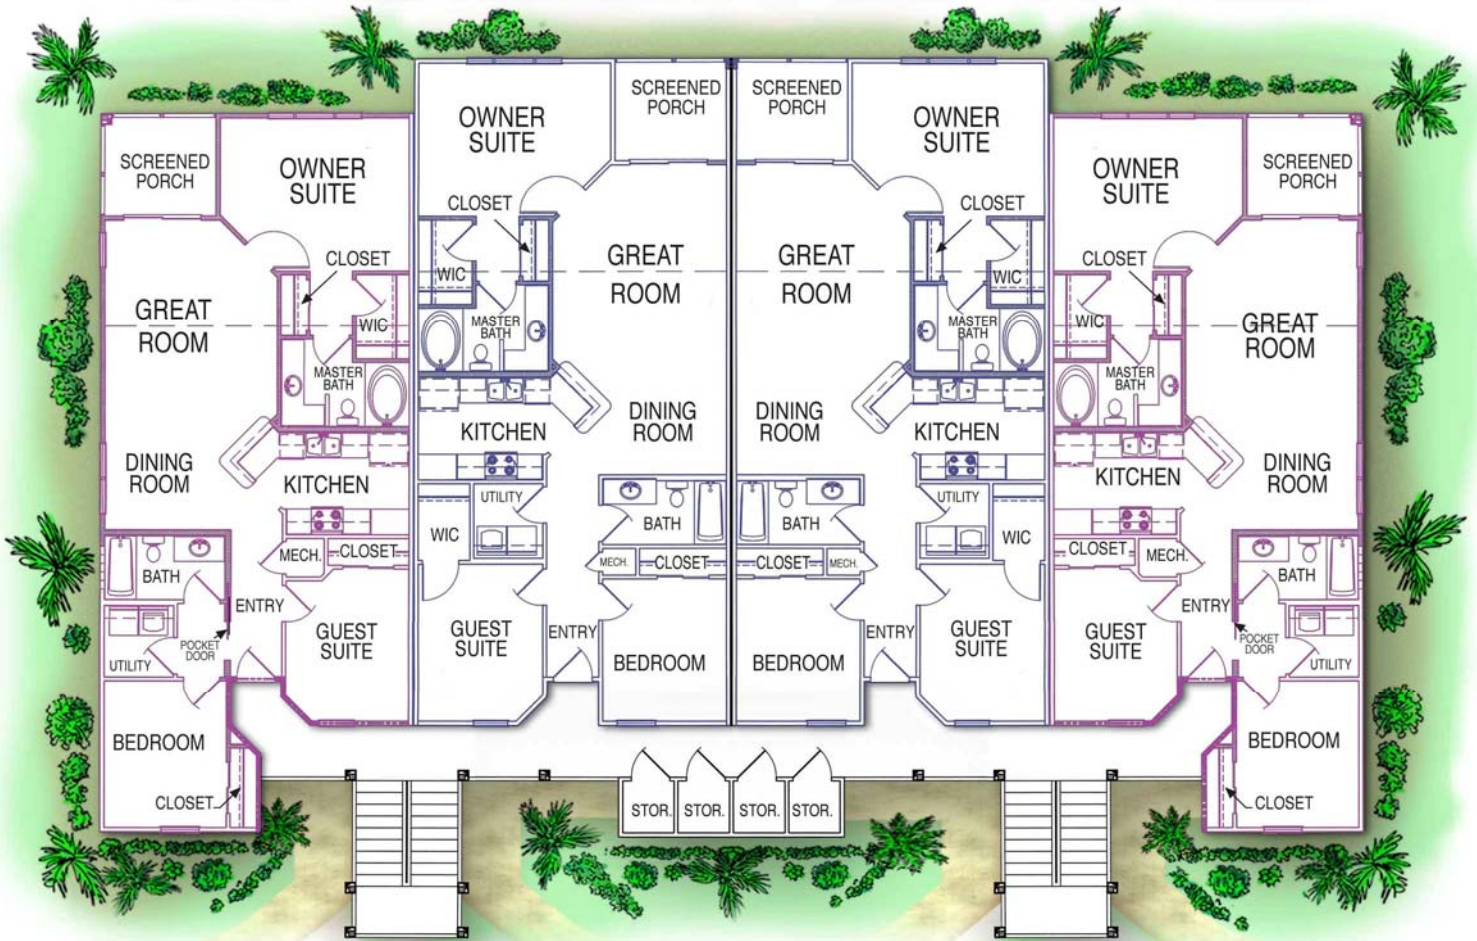 SCREENED
PORCH
OWNER
SUITE
CLOSET
WIC
GREAT
ROOM
MASTER
BATH
DINING
ROOM
KITCHEN
MECH.
CLOSET
BATH
ENTRY
POCKET
DOOR
UTILITY
GUEST
SUITE
BEDROOM
CLOSET
OWNER
SUITE
SCREENED
PORCH
CLOSET
WIC
GREAT
ROOM
MASTER
BATH
KITCHEN
DINING
ROOM
UTILITY
WIC
BATH
MECH.
CLOSET
GUEST
SUITE
ENTRY
BEDROOM
SCREENED
PORCH
OWNER
SUITE
CLOSET
GREAT
ROOM
WIC
MASTER
BATH
DINING
ROOM
KITCHEN
UTILITY
WIC
BATH
CLOSET
MECH.
BEDROOM
ENTRY
GUEST
SUITE
OWNER
SUITE
SCREENED
PORCH
CLOSET
WIC
GREAT
ROOM
MASTER
BATH
KITCHEN
DINING
ROOM
CLOSET
MECH.
BATH
ENTRY
POCKET
DOOR
UTILITY
GUEST
SUITE
BEDROOM
CLOSET
STOR.
STOR.
STOR.
STOR.